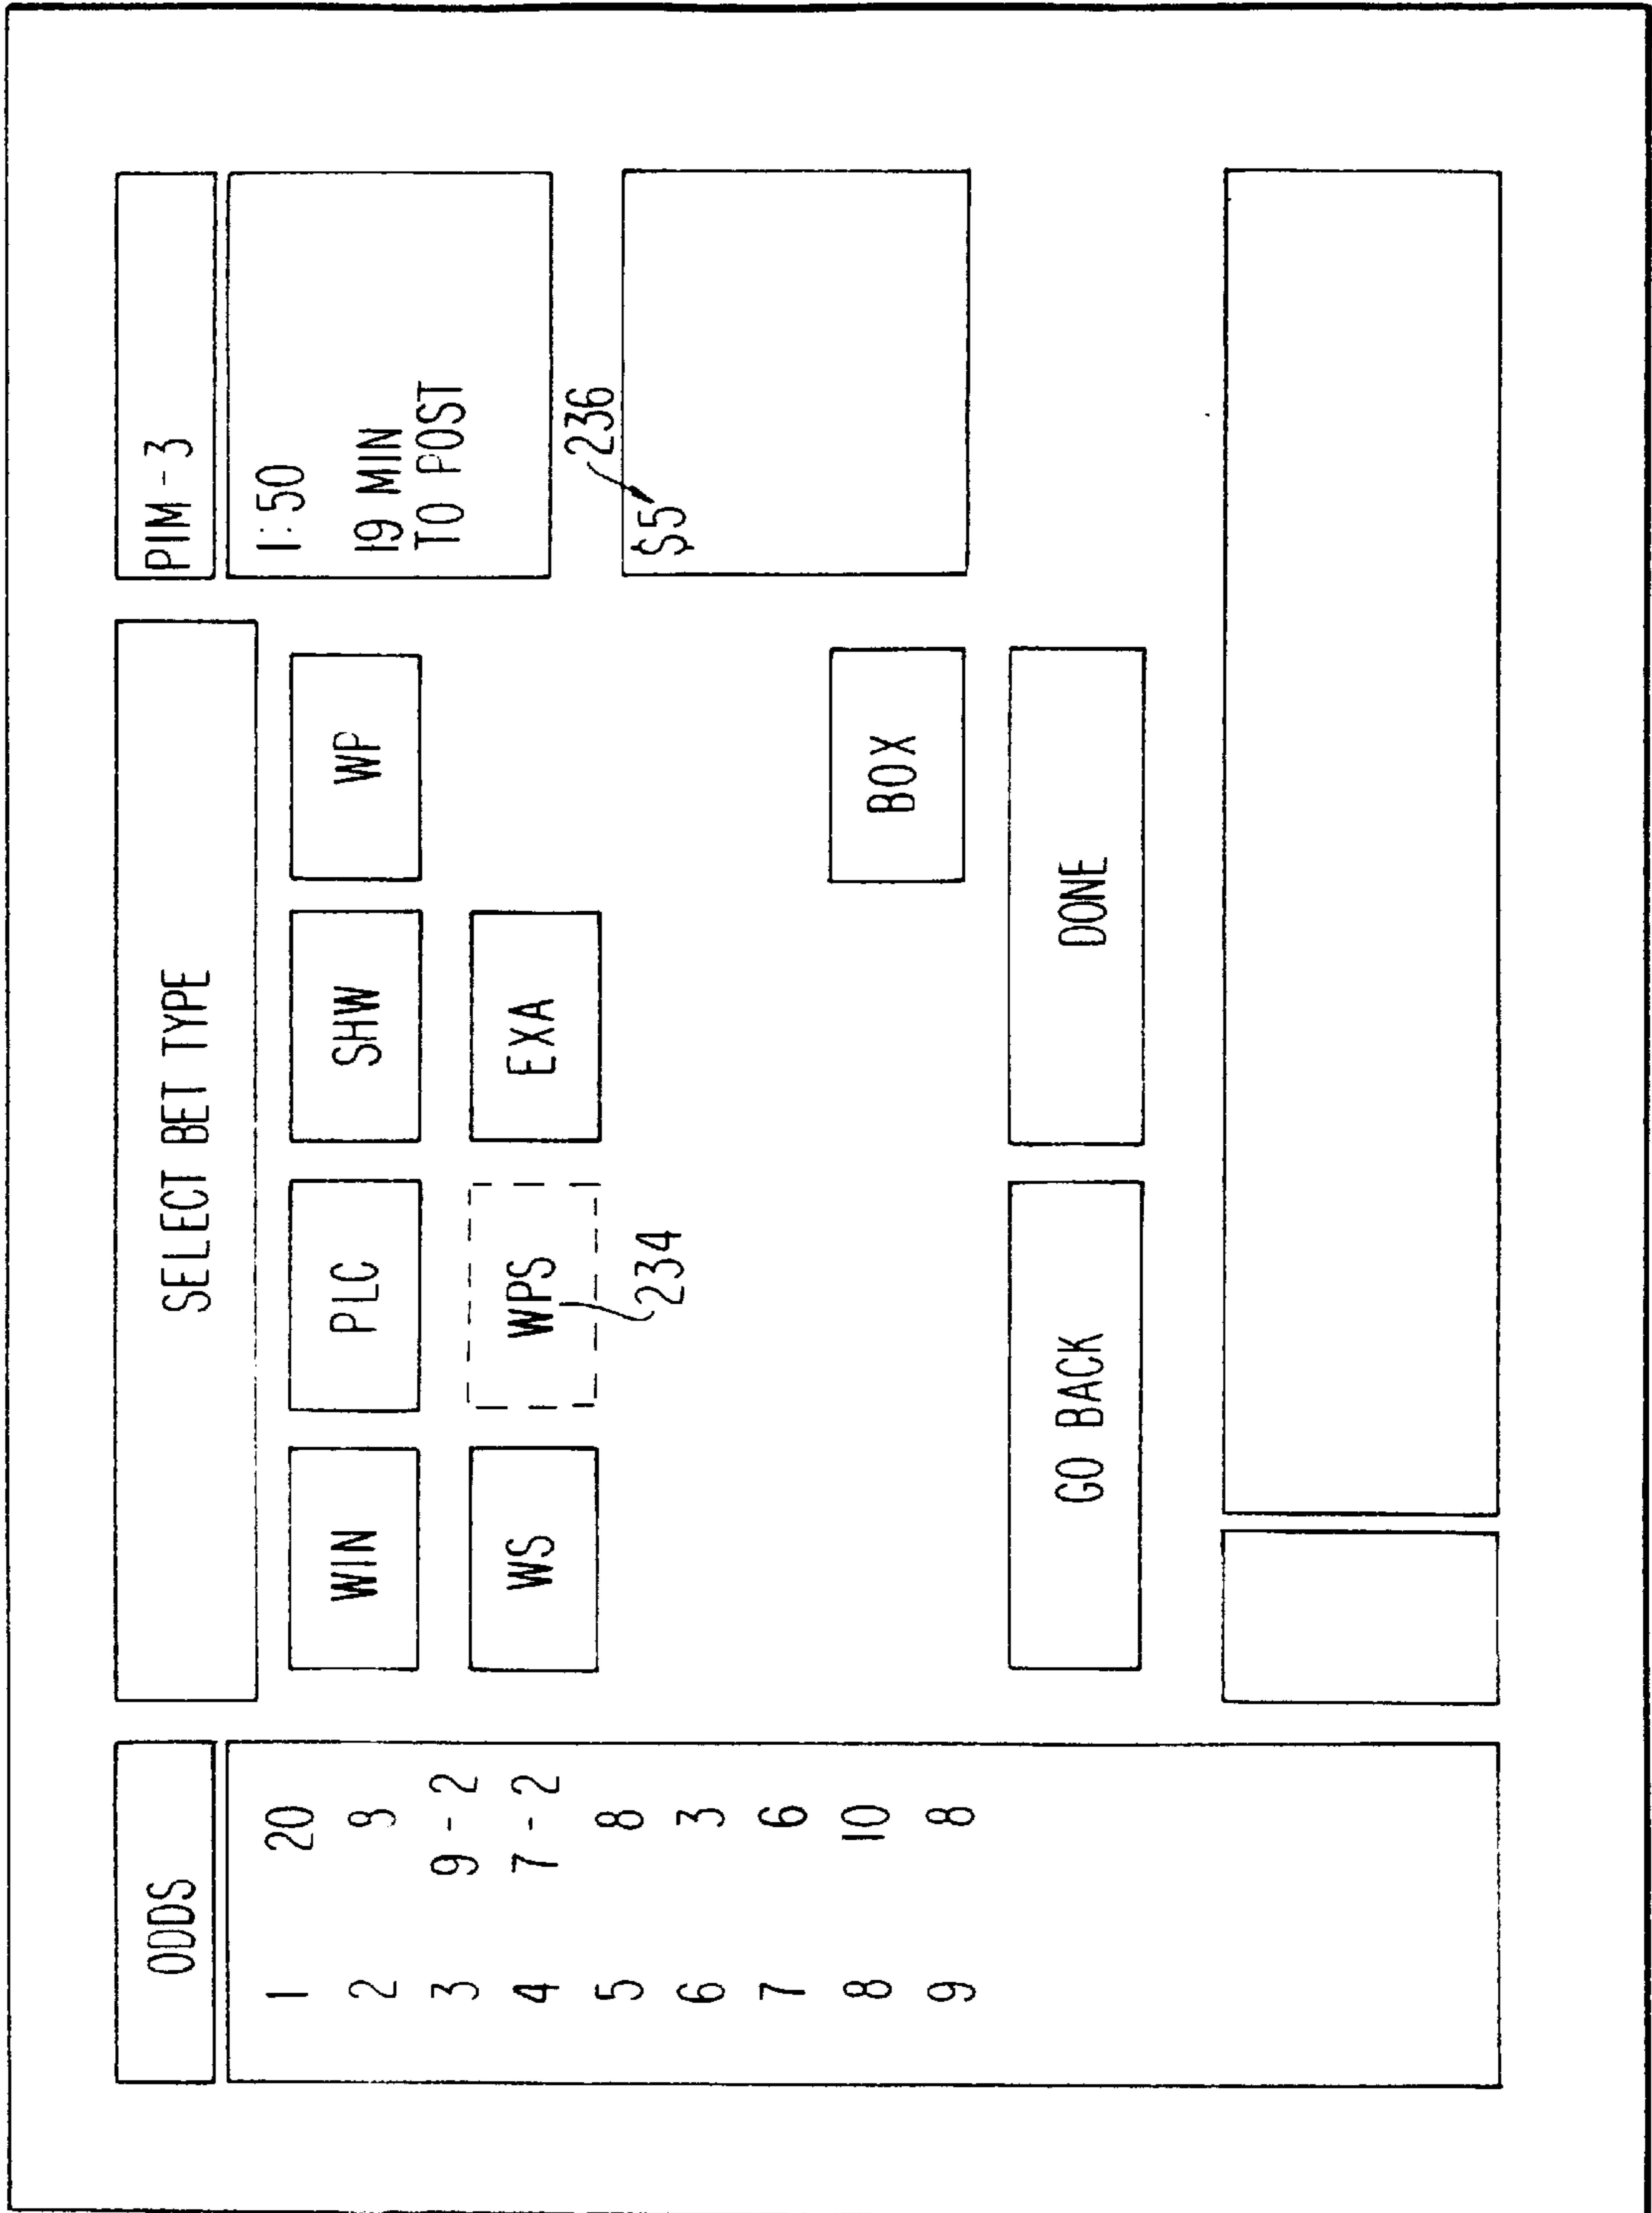 ODDS
1 20
2
3 9 - 2
4 7 - 2
5 8
6 3
7 6
8 10
9 8
SELECT BET TYPE
WIN PLC SHW WP
WS WPS EXA
234
BOX
GO BACK DONE
PIM - 3
1:50
19 MIN
TO POST
236
$5